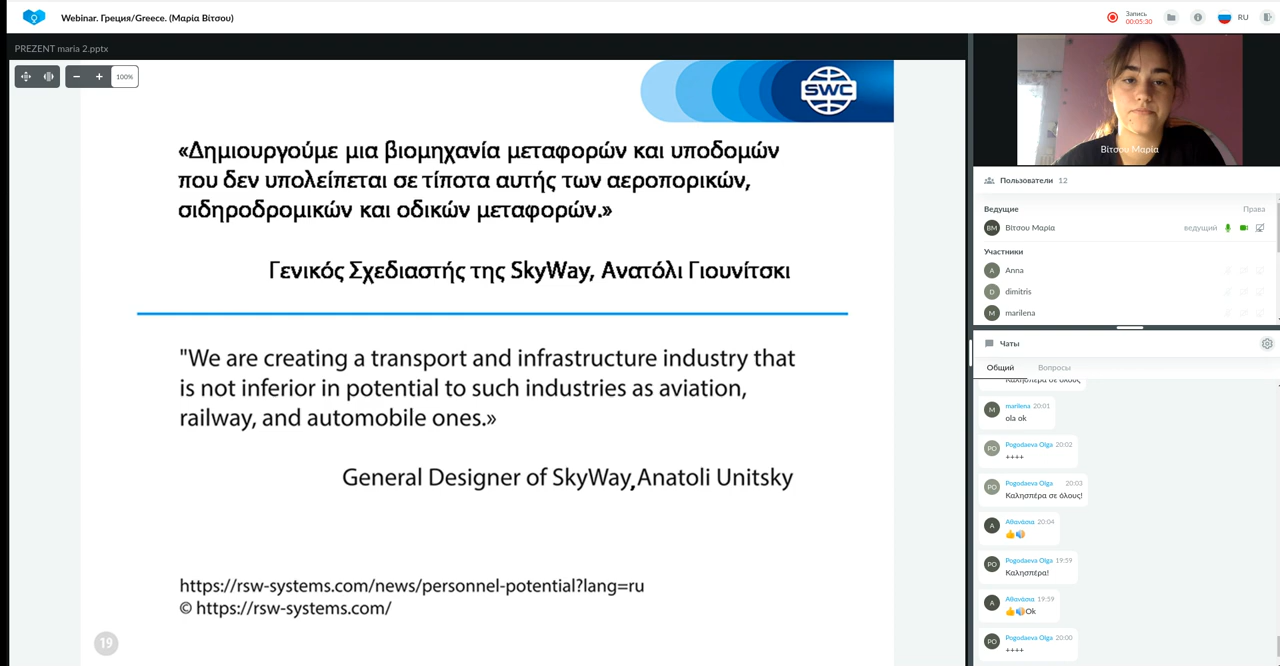 Webinar. Греция/Greece. (Марία Вίτσου)
Запись
00:05:30
RU
PREZENT maria 2.pptx
100%
SWC
«Δημιουργούμε μια βιομηχανία μεταφορών και υποδομών
που δεν υπολείπεται σε τίποτα αυτής των αεροπορικών,
σιδηροδρομικών και οδικών μεταφορών.»
Γενικός Σχεδιαστής της SkyWay, Ανατόλι Γιουνίτσκι
"We are creating a transport and infrastructure industry that
is not inferior in potential to such industries as aviation,
railway, and automobile ones.»
General Designer of SkyWay,Anatoli Unitsky
https://rsw-systems.com/news/personnel-potential?lang=ru
© https://rsw-systems.com/
19
Βίτσου Μαρία
Пользователи 12
Ведущие Права
ВМ Βίτσου Μαρία ведущий
Участники
A Anna
D dimitris
M marilena
Чаты
Общий Вопросы
Καλησπέρα σε όλους
M marilena 20:01
ola ok
PO Pogodaeva Olga 20:02
++++
PO Pogodaeva Olga 20:03
Καλησπέρα σε όλους!
A Αθανάσια 20:04
👍
PO Pogodaeva Olga 19:59
Καλησπέρα!
A Αθανάσια 19:59
👍Ok
PO Pogodaeva Olga 20:00
++++